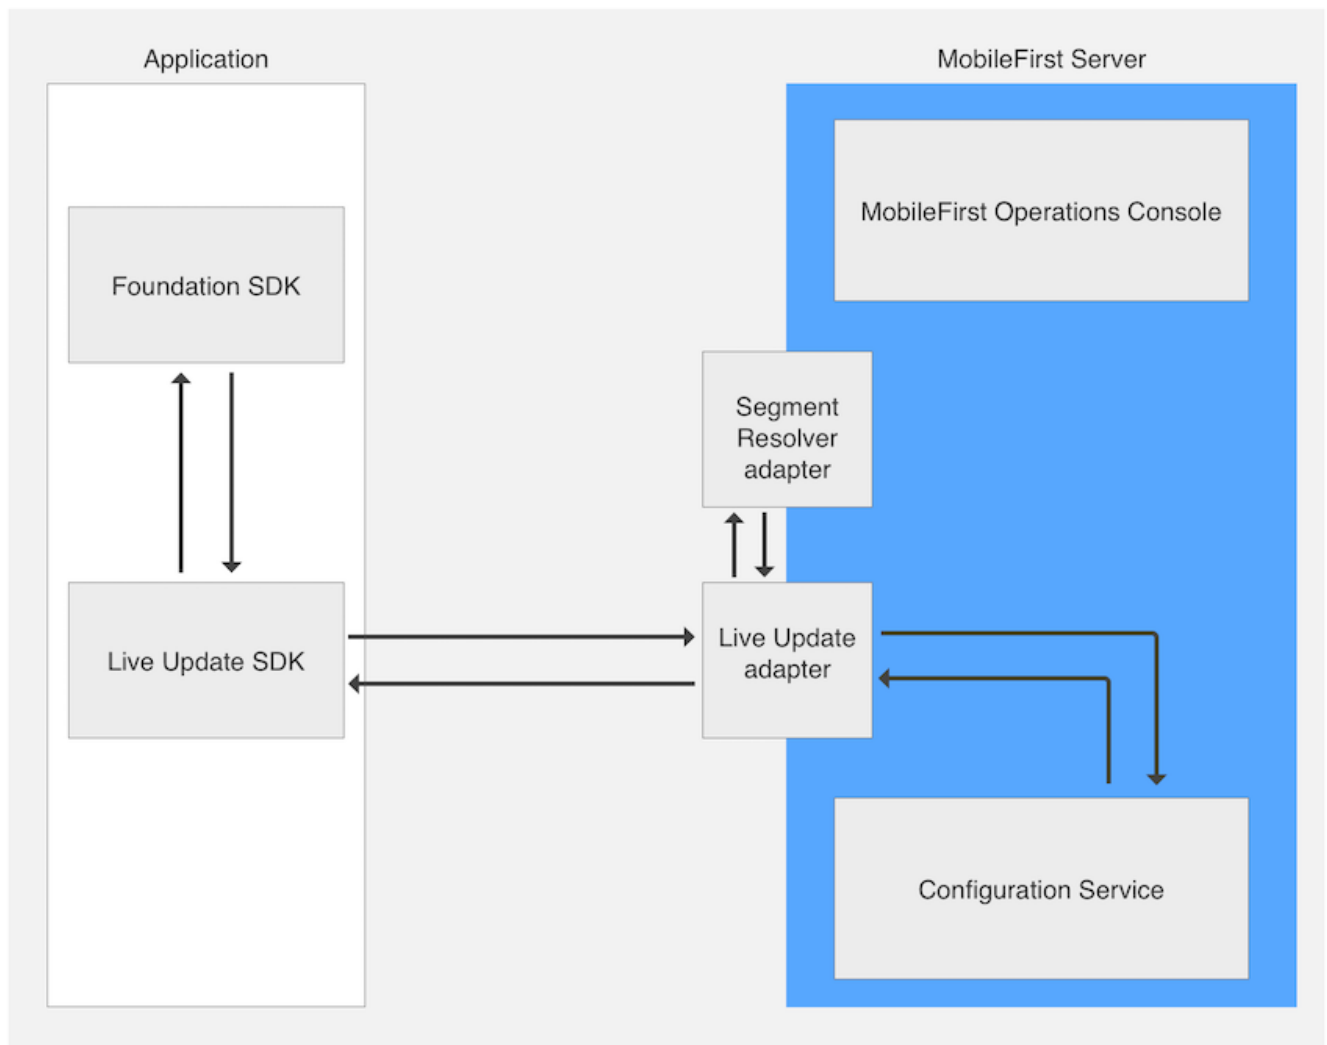 Application
MobileFirst Server
MobileFirst Operations Console
Foundation SDK
Segment
Resolver
adapter
Live Update SDK
Live Update
adapter
Configuration Service